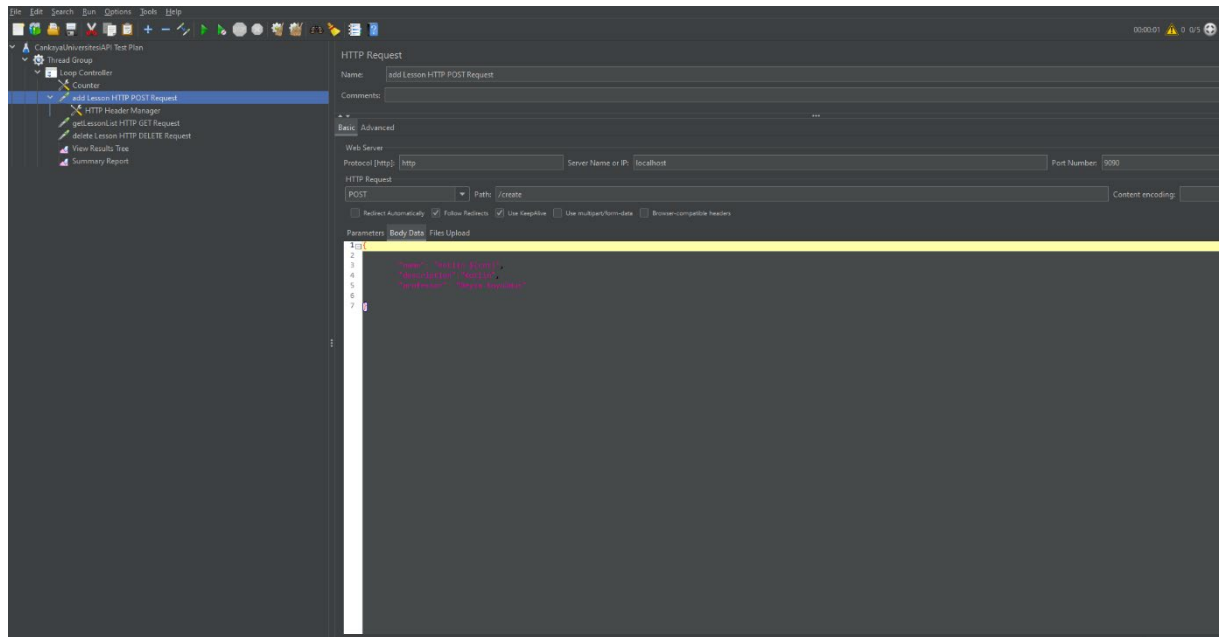 File Edit Search Run Options Tools Help
00:00:01 0 0/5
CankayaUniversitesiAPI Test Plan
Thread Group
Loop Controller
Counter
add Lesson HTTP POST Request
HTTP Header Manager
getLessonList HTTP GET Request
delete Lesson HTTP DELETE Request
View Results Tree
Summary Report
HTTP Request
Name: add Lesson HTTP POST Request
Comments:
Basic Advanced
Web Server
Protocol [http]: http Server Name or IP: localhost Port Number: 9090
HTTP Request
POST Path: /create Content encoding:
Redirect Automatically Follow Redirects Use KeepAlive Use multipart/form-data Browser-compatible headers
Parameters Body Data Files Upload
1 {
2
3
4
5
6
7 }